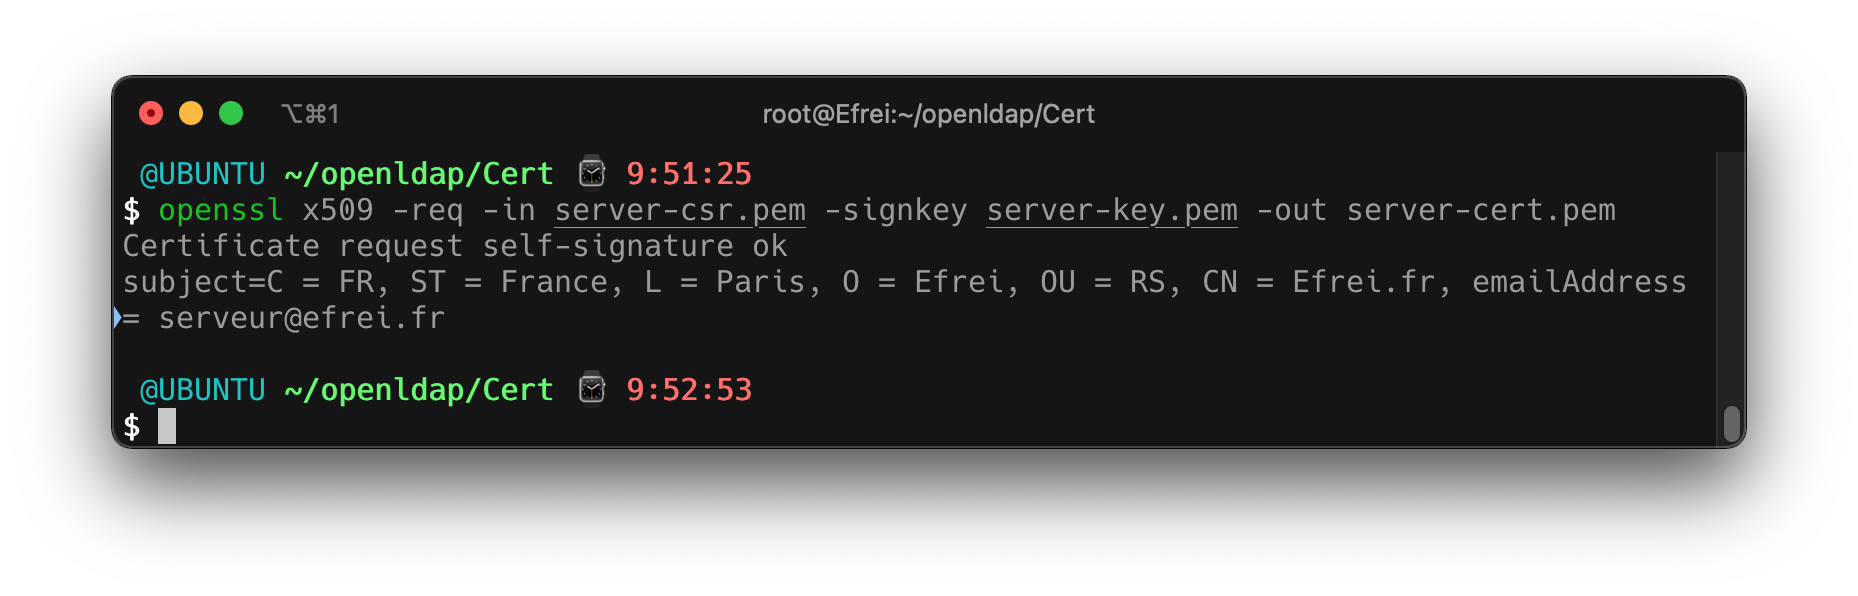 ⌥⌘1
root@Efrei:~/openldap/Cert
@UBUNTU ~/openldap/Cert ⌚ 9:51:25
$ openssl x509 -req -in server-csr.pem -signkey server-key.pem -out server-cert.pem
Certificate request self-signature ok
subject=C = FR, ST = France, L = Paris, O = Efrei, OU = RS, CN = Efrei.fr, emailAddress
= serveur@efrei.fr
@UBUNTU ~/openldap/Cert ⌚ 9:52:53
$